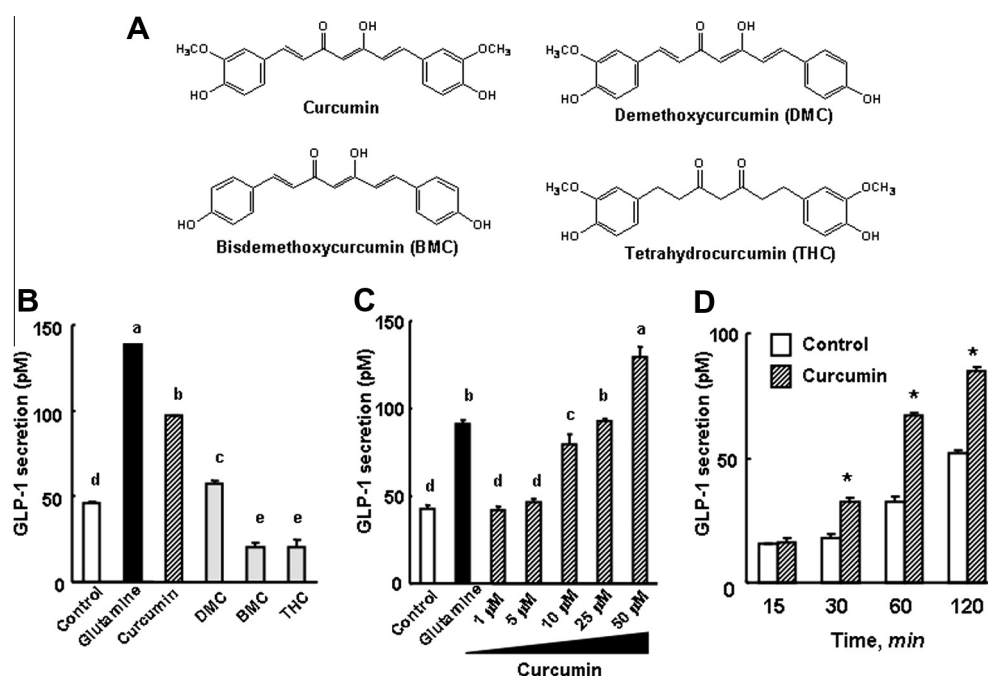 A
O OH
H₃CO OCH₃
HO OH
Curcumin
O OH
H₃CO
HO OH
Demethoxycurcumin (DMC)
O OH
HO OH
Bisdemethoxycurcumin (BMC)
O O
H₃CO OCH₃
HO OH
Tetrahydrocurcumin (THC)
B
GLP-1 secretion (pM)
150
100
50
0
d
a
b
c
e
e
Control
Glutamine
Curcumin
DMC
BMC
THC
C
GLP-1 secretion (pM)
150
100
50
0
d
b
d
d
c
b
a
Control
Glutamine
1 µM
5 µM
10 µM
25 µM
50 µM
Curcumin
D
GLP-1 secretion (pM)
100
50
0
Control
Curcumin
*
*
*
15 30 60 120
Time, min